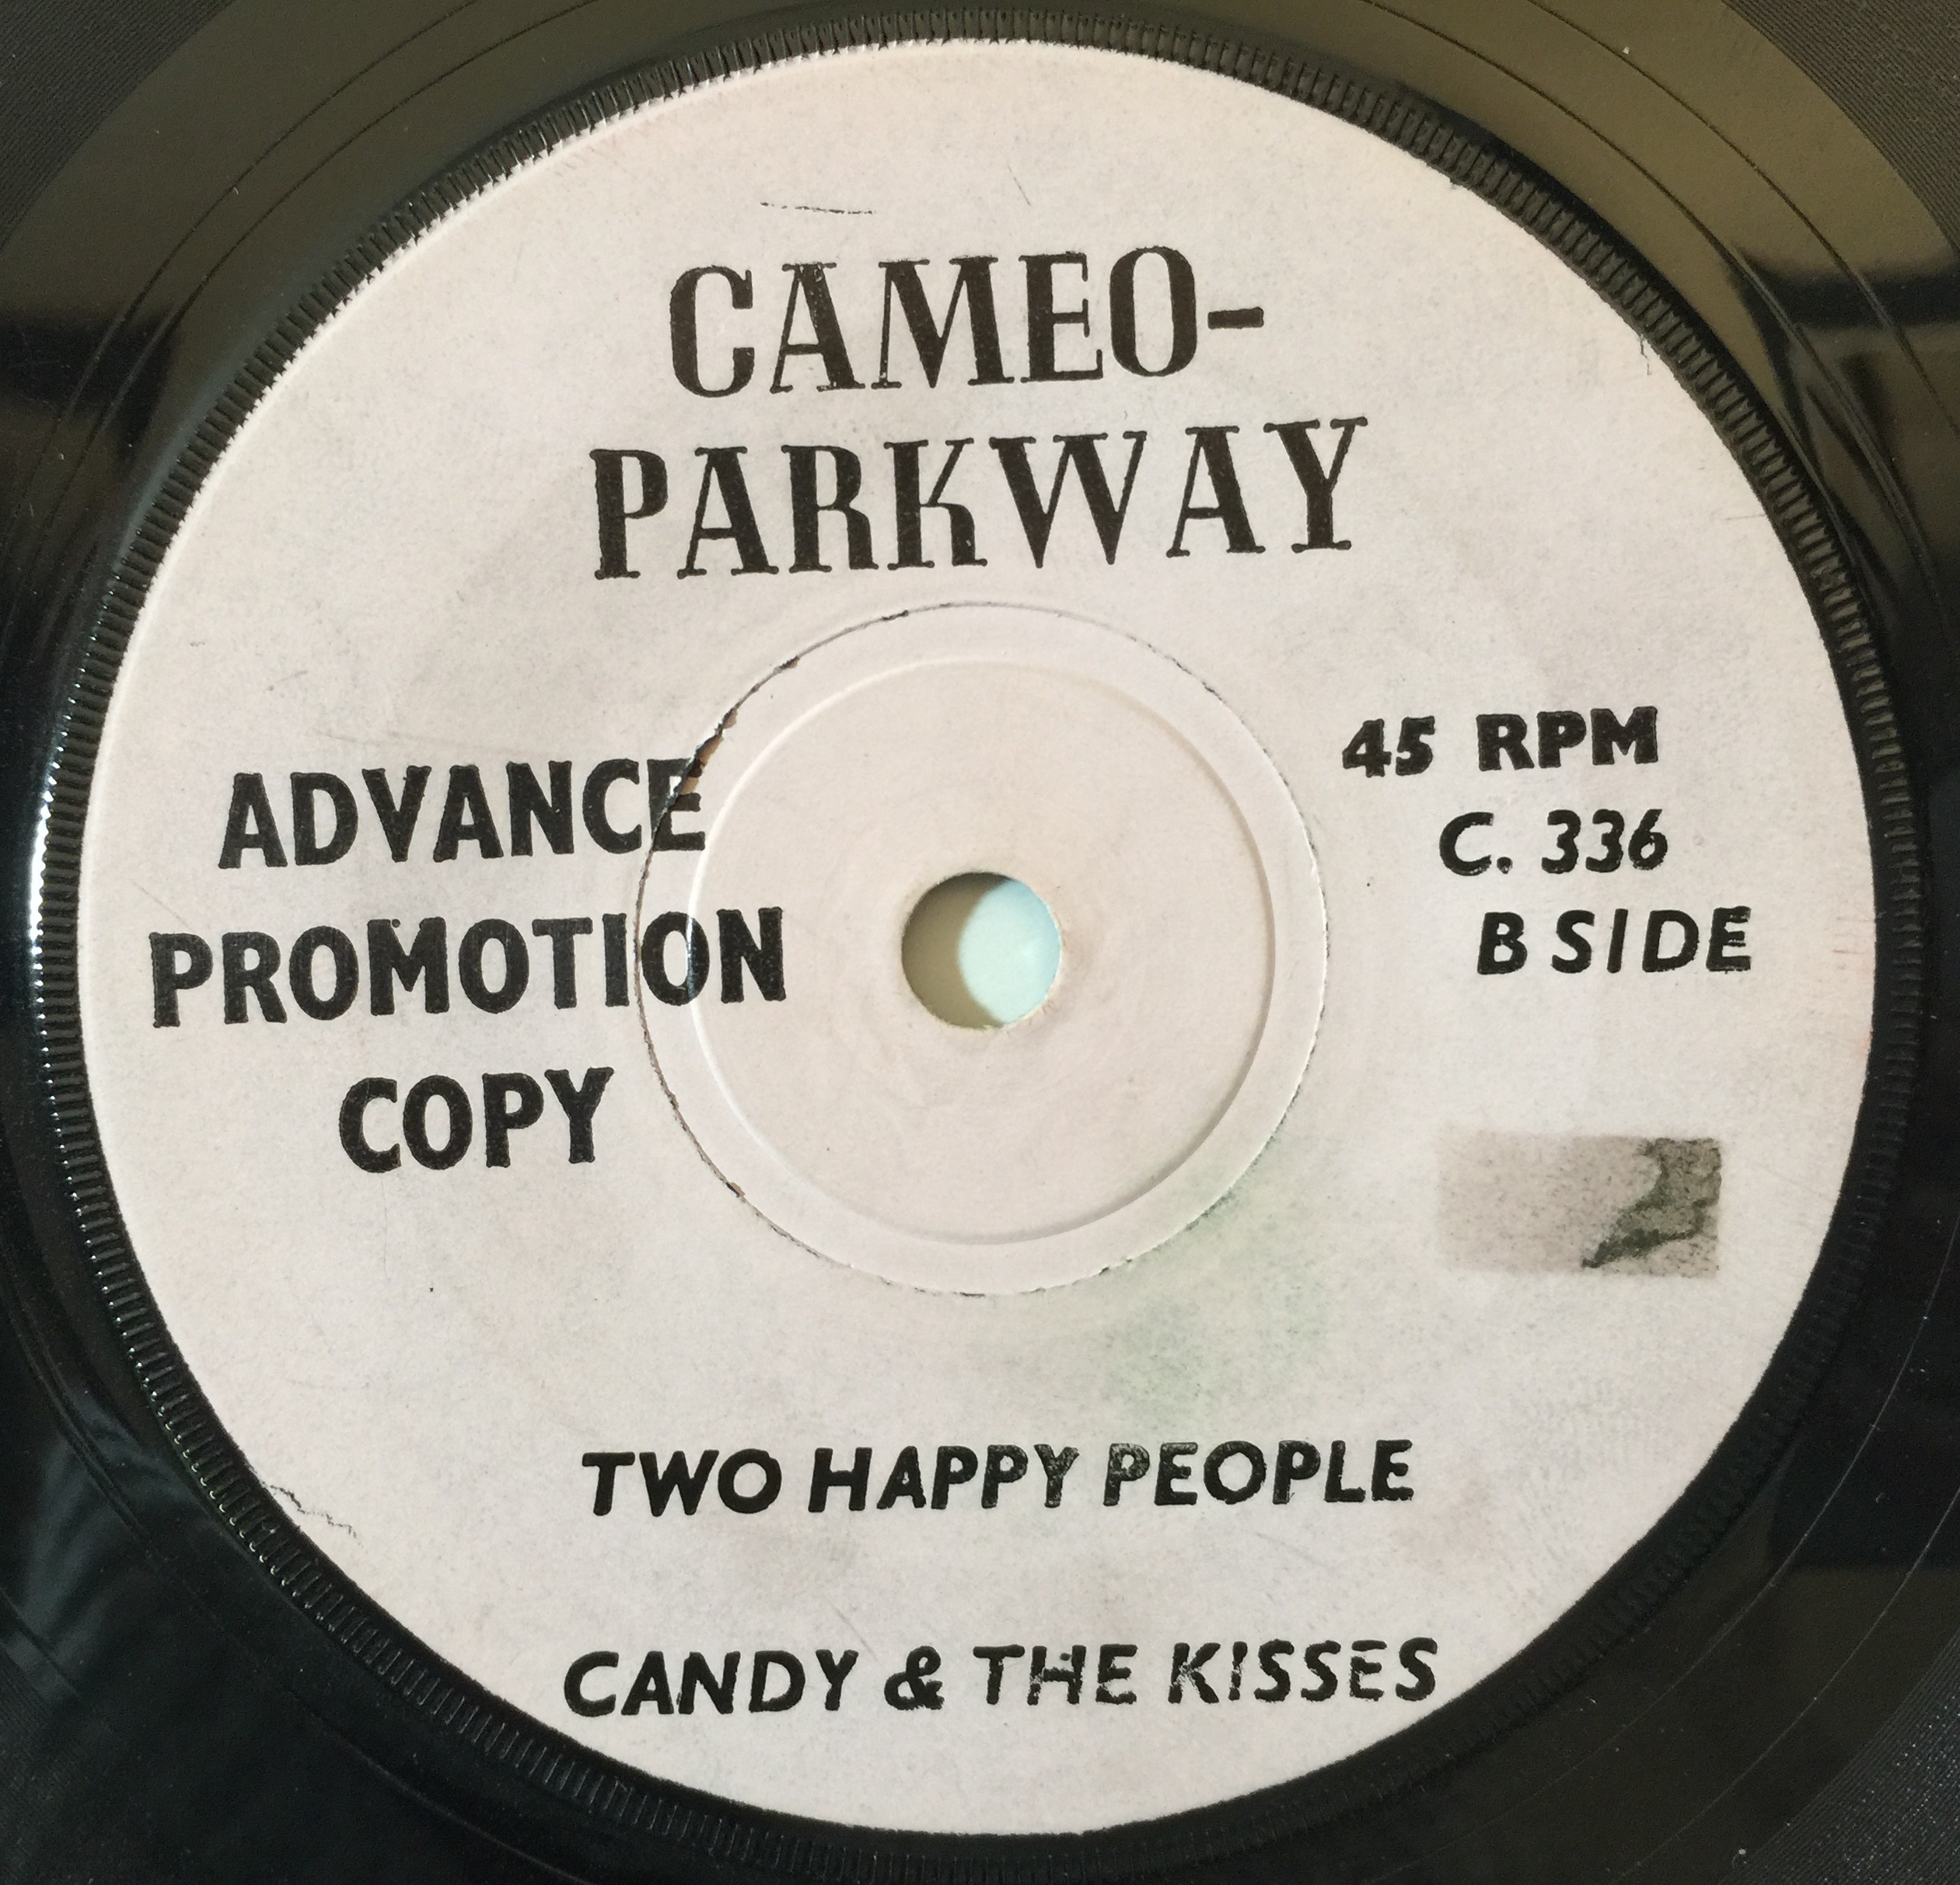 CAMEO-
PARKWAY
ADVANCE
PROMOTION
COPY
45 RPM
C. 336
B SIDE
TWO HAPPY PEOPLE
CANDY & THE KISSES